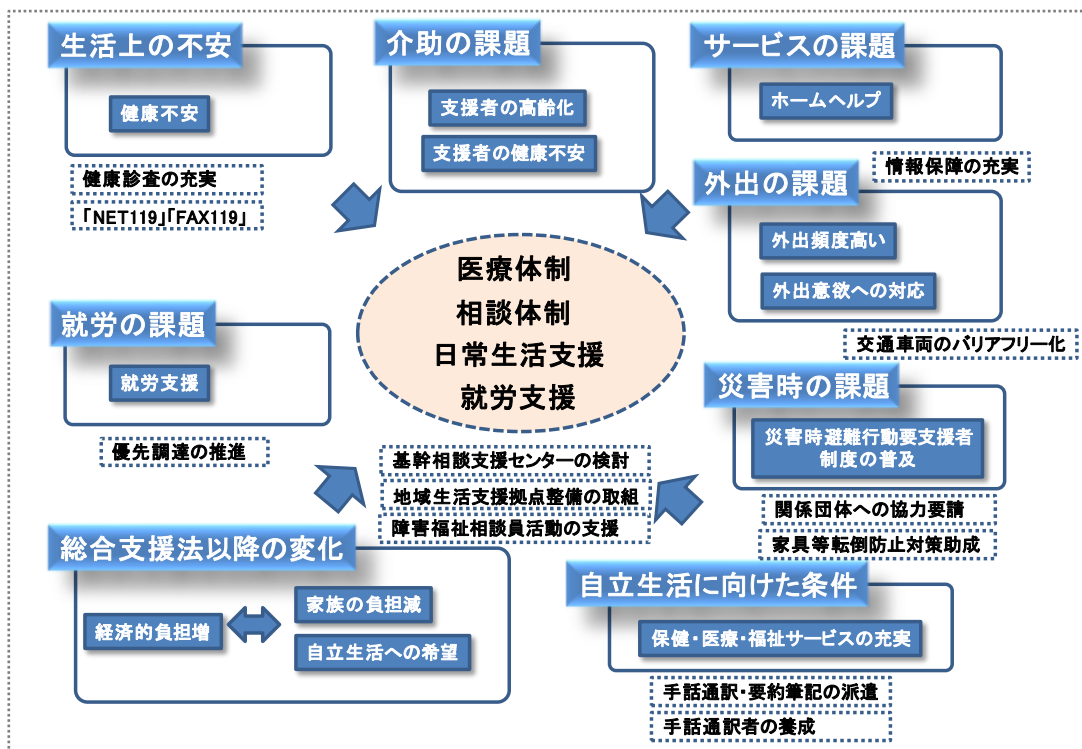 生活上の不安
健康不安
健康診査の充実
「NET119」「FAX119」
介助の課題
支援者の高齢化
支援者の健康不安
サービスの課題
ホームヘルプ
情報保障の充実
外出の課題
外出頻度高い
外出意欲への対応
交通車両のバリアフリー化
医療体制
相談体制
日常生活支援
就労支援
就労の課題
就労支援
優先調達の推進
災害時の課題
災害時避難行動要支援者
制度の普及
関係団体への協力要請
家具等転倒防止対策助成
基幹相談支援センターの検討
地域生活支援拠点整備の取組
障害福祉相談員活動の支援
総合支援法以降の変化
経済的負担増
家族の負担減
自立生活への希望
自立生活に向けた条件
保健・医療・福祉サービスの充実
手話通訳・要約筆記の派遣
手話通訳者の養成